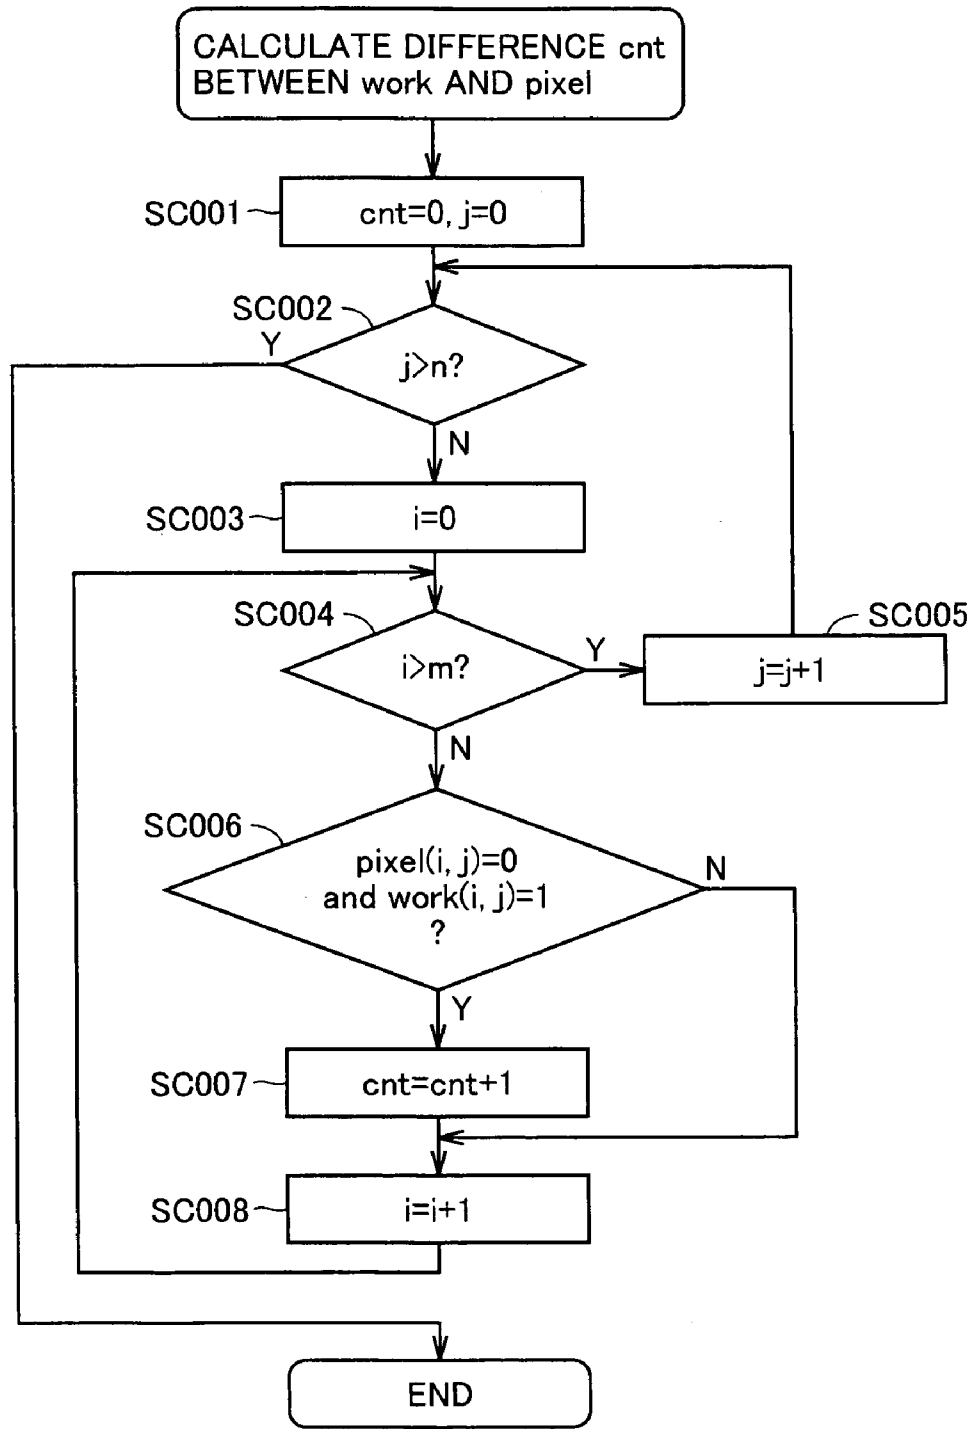 CALCULATE DIFFERENCE cnt
BETWEEN work AND pixel
SC001
cnt=0, j=0
SC002
Y
j>n?
N
SC003
i=0
SC004
i>m?
Y
SC005
j=j+1
N
SC006
pixel(i, j)=0
and work(i, j)=1
?
N
Y
SC007
cnt=cnt+1
SC008
i=i+1
END